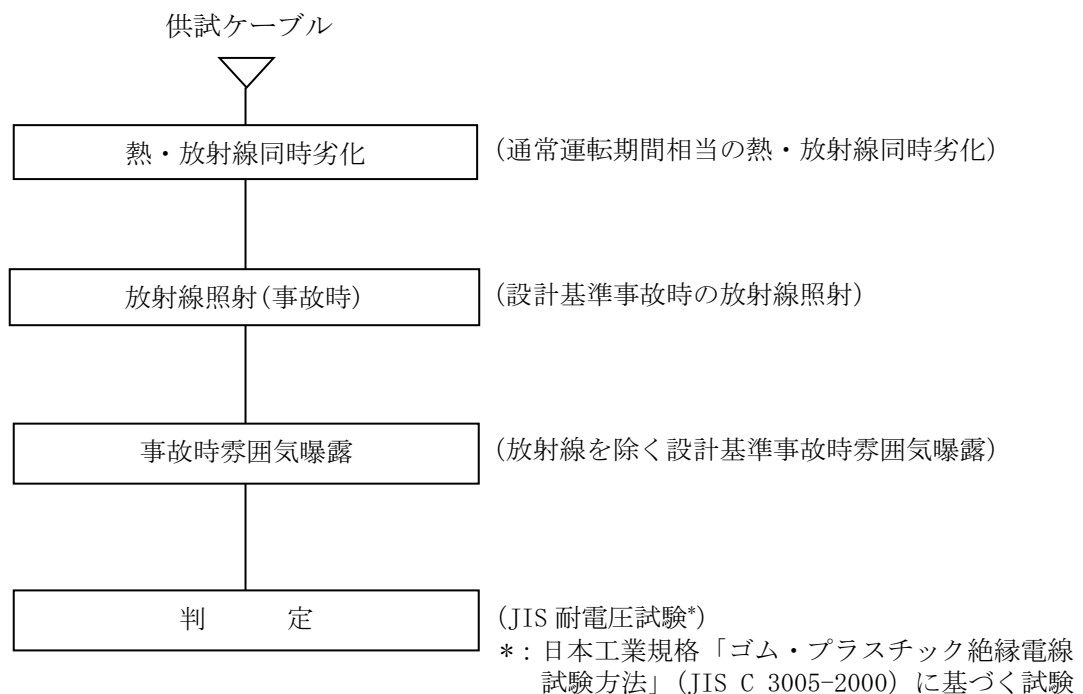 供試ケーブル
熱・放射線同時劣化 (通常運転期間相当の熱・放射線同時劣化)
放射線照射(事故時) (設計基準事故時の放射線照射)
事故時雰囲気曝露 (放射線を除く設計基準事故時雰囲気曝露)
判 定 (JIS 耐電圧試験*)
*:日本工業規格「ゴム・プラスチック絶縁電線
試験方法」(JIS C 3005-2000) に基づく試験